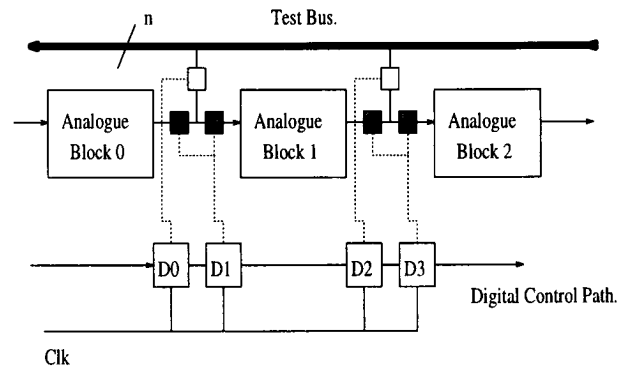 n
Test Bus.
Analogue
Block 0
Analogue
Block 1
Analogue
Block 2
D0
D1
D2
D3
Digital Control Path.
Clk